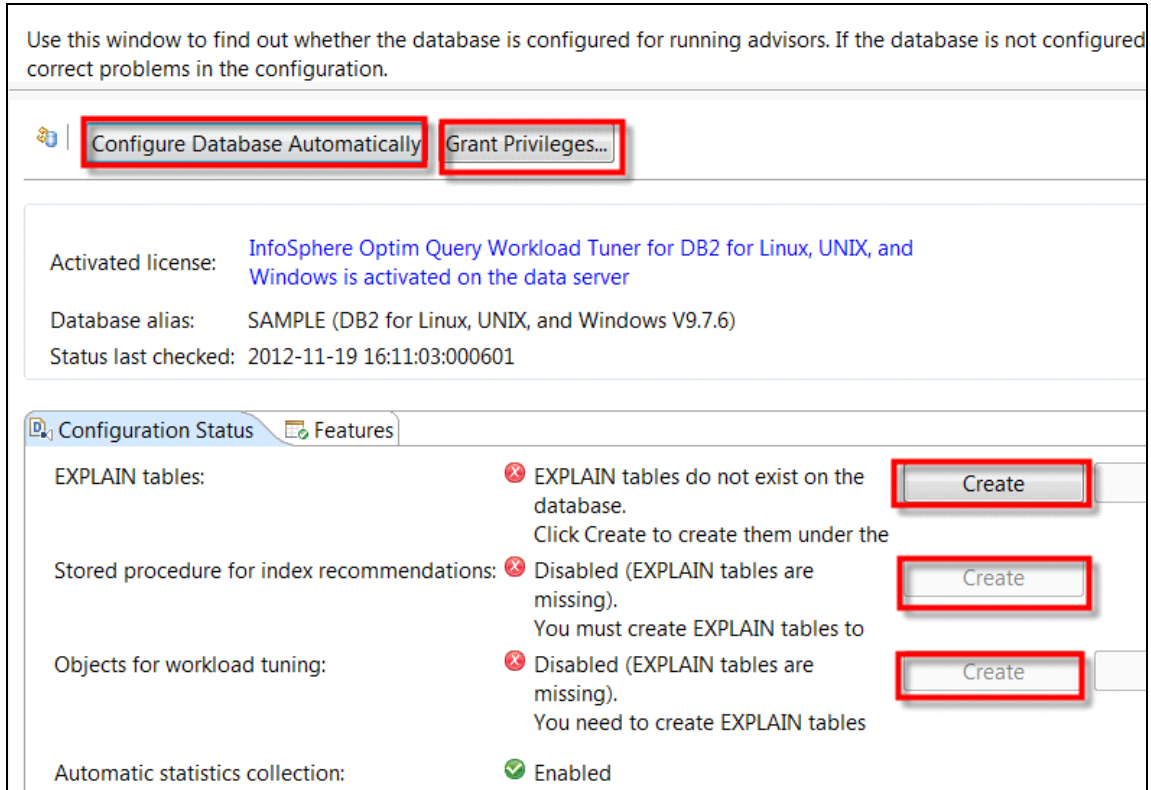 Use this window to find out whether the database is configured for running advisors. If the database is not configured
correct problems in the configuration.
Configure Database Automatically Grant Privileges...
Activated license: InfoSphere Optim Query Workload Tuner for DB2 for Linux, UNIX, and
Windows is activated on the data server
Database alias: SAMPLE (DB2 for Linux, UNIX, and Windows V9.7.6)
Status last checked: 2012-11-19 16:11:03:000601
Configuration Status Features
EXPLAIN tables: EXPLAIN tables do not exist on the Create
database.
Click Create to create them under the
Stored procedure for index recommendations: Disabled (EXPLAIN tables are Create
missing).
You must create EXPLAIN tables to
Objects for workload tuning: Disabled (EXPLAIN tables are Create
missing).
You need to create EXPLAIN tables
Automatic statistics collection: Enabled